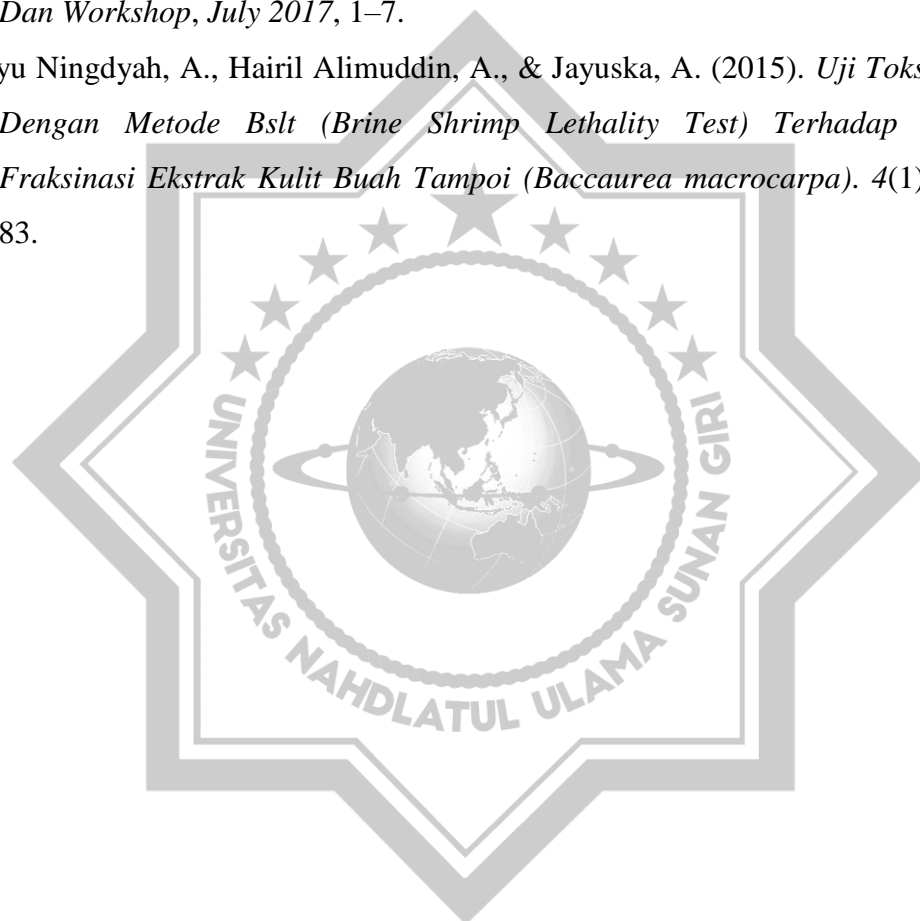 Dan Workshop, July 2017, 1–7.
yu Ningdyah, A., Hairil Alimuddin, A., & Jayuska, A. (2015). Uji Toks
Dengan Metode Bslt (Brine Shrimp Lethality Test) Terhadap
Fraksinasi Ekstrak Kulit Buah Tampoi (Baccaurea macrocarpa). 4(1)
83.
UNIVERSITAS NAHDLATUL ULAMA SUNAN GIRI